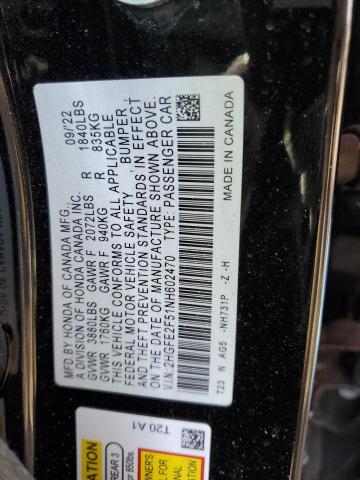 MFD. BY HONDA OF CANADA MFG., 09/'22
A DIVISION OF HONDA CANADA INC.
GVWR 3880LBS GAWR F 2072LBS R 1840LBS
GVWR 1760KG GAWR F 940KG R 835KG
THIS VEHICLE CONFORMS TO ALL APPLICABLE
FEDERAL MOTOR VEHICLE SAFETY , BUMPER,
AND THEFT PREVENTION STANDARDS IN EFFECT
ON THE DATE OF MANUFACTURE SHOWN ABOVE.
V.I.N.:2HGFE2F51NH602470 TYPE:PASSENGER CAR
MADE IN CANADA
T23 N AG5 -NH731P -Z -H
T20 A1
REAR 3
850lbs.